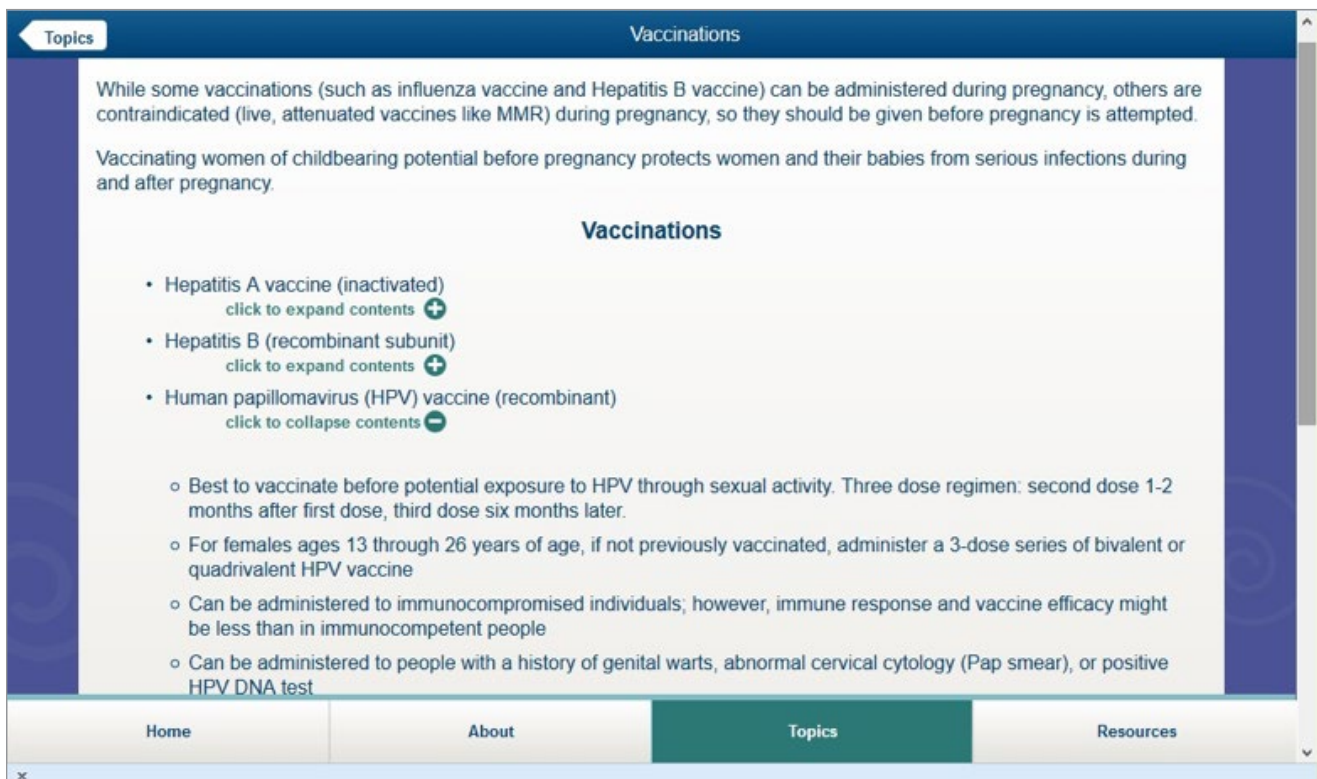 Topics
Vaccinations
While some vaccinations (such as influenza vaccine and Hepatitis B vaccine) can be administered during pregnancy, others are
contraindicated (live, attenuated vaccines like MMR) during pregnancy, so they should be given before pregnancy is attempted.
Vaccinating women of childbearing potential before pregnancy protects women and their babies from serious infections during
and after pregnancy.
Vaccinations
• Hepatitis A vaccine (inactivated)
click to expand contents
• Hepatitis B (recombinant subunit)
click to expand contents
• Human papillomavirus (HPV) vaccine (recombinant)
click to collapse contents
○ Best to vaccinate before potential exposure to HPV through sexual activity. Three dose regimen: second dose 1-2
months after first dose, third dose six months later.
○ For females ages 13 through 26 years of age, if not previously vaccinated, administer a 3-dose series of bivalent or
quadrivalent HPV vaccine
○ Can be administered to immunocompromised individuals; however, immune response and vaccine efficacy might
be less than in immunocompetent people
○ Can be administered to people with a history of genital warts, abnormal cervical cytology (Pap smear), or positive
HPV DNA test
Home
About
Topics
Resources